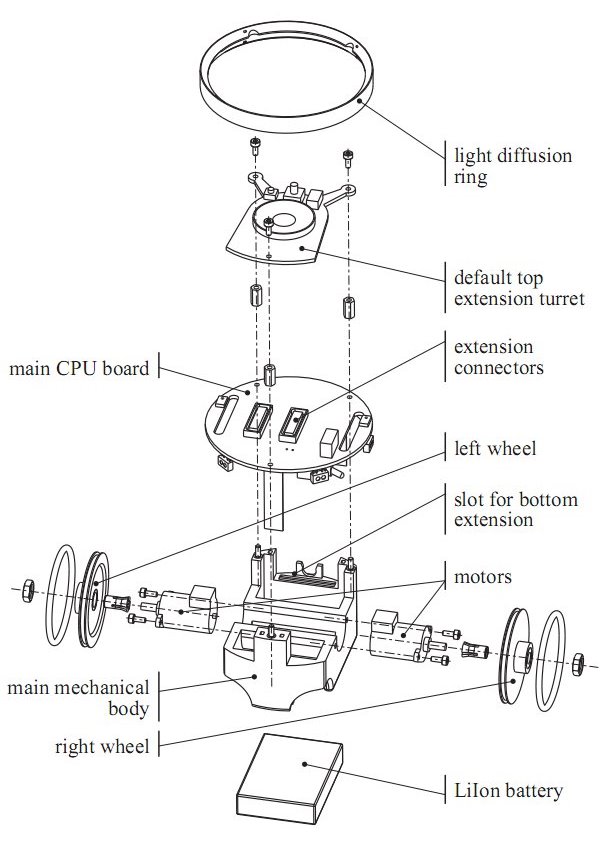 light diffusion
ring
default top
extension turret
extension
connectors
main CPU board
left wheel
slot for bottom
extension
motors
main mechanical
body
right wheel
LiIon battery